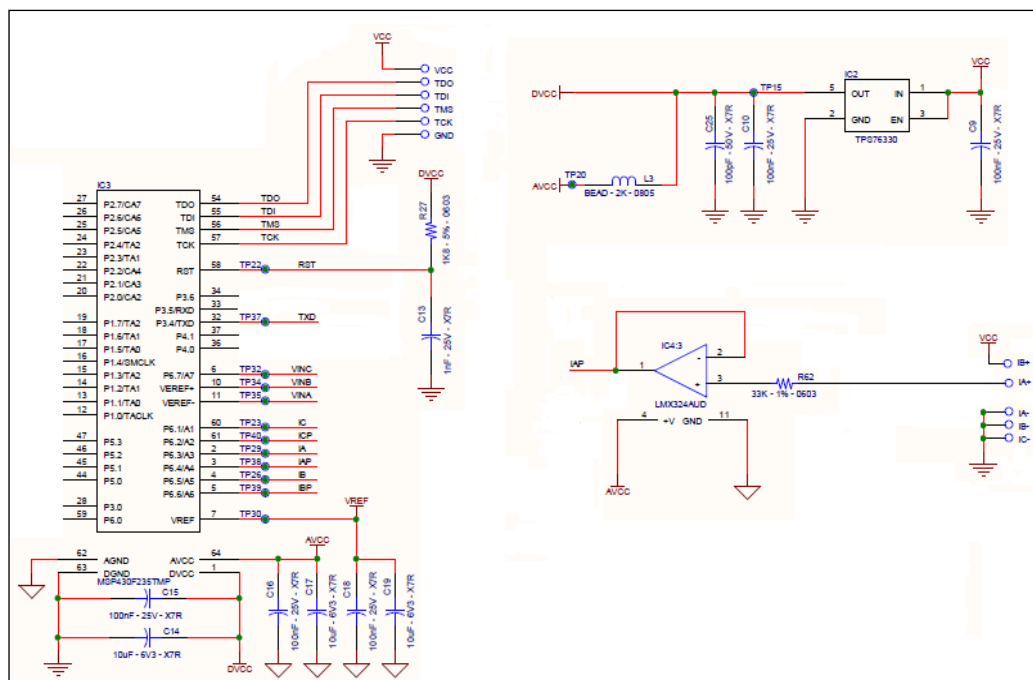 VCC
VCC
TDO
TDI
TMS
TCK
GND
IC3
27 P2.7/CA7 TDO 54 TDO
26 P2.6/CA6 TDI 55 TDI
25 P2.5/CA5 TMS 56 TMS
24 P2.4/TA2 TCK 57 TCK
23 P2.3/TA1
22 P2.2/CA4 RST 58 TP22 RST
21 P2.1/CA3
20 P2.0/CA2 P3.6 34
P3.5/RXD 33
19 P1.7/TA2 P3.4/TXD 32 TP37 TXD
18 P1.6/TA1 P4.1 37
17 P1.5/TA0 P4.0 36
16 P1.4/SMCLK
15 P1.3/TA2 P6.7/A7 6 TP32 VINC
14 P1.2/TA1 VEREF+ 10 TP34 VINB
13 P1.1/TA0 VEREF- 11 TP35 VINA
12 P1.0/TACLK
P6.1/A1 60 TP23 IC
47 P5.3 P6.2/A2 61 TP40 ICP
46 P5.2 P6.3/A3 2 TP29 IA
45 P5.1 P6.4/A4 3 TP38 IAP
44 P5.0 P6.5/A5 4 TP26 IB
P6.6/A6 5 TP39 IBP
28 P3.0
59 P6.0 VREF 7 TP30
VREF
62 AGND AVCC 64
63 DGND DVCC 1
MSP430F235TMP
C15
100nF - 25V - X7R
C14
10uF - 6V3 - X7R
DVCC
AVCC
C16
100nF - 25V - X7R
C17
10uF - 6V3 - X7R
C18
100nF - 25V - X7R
C19
10uF - 6V3 - X7R
DVCC
R27
1K8 - 5% - 0603
C13
1nF - 25V - X7R
DVCC
TP15
IC2
5 OUT IN 1
2 GND EN 3
TPS76330
VCC
C25
100pF - 50V - X7R
C10
100nF - 25V - X7R
C9
100nF - 25V - X7R
AVCC TP20 L3
BEAD - 2K - 0805
IC4:3
IAP 1 - 2
+ 3 R62
33K - 1% - 0603
LMX324AUD
4 +V GND 11
AVCC
VCC
IB+
IA+
IA-
IB-
IC-